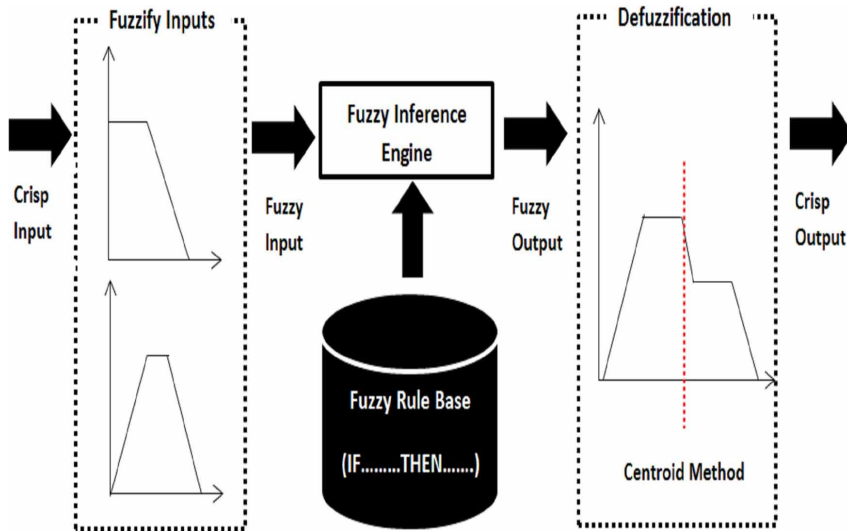 Fuzzify Inputs
Defuzzification
Crisp
Input
Fuzzy
Input
Fuzzy Inference
Engine
Fuzzy
Output
Crisp
Output
Fuzzy Rule Base
(IF.........THEN.......)
Centroid Method